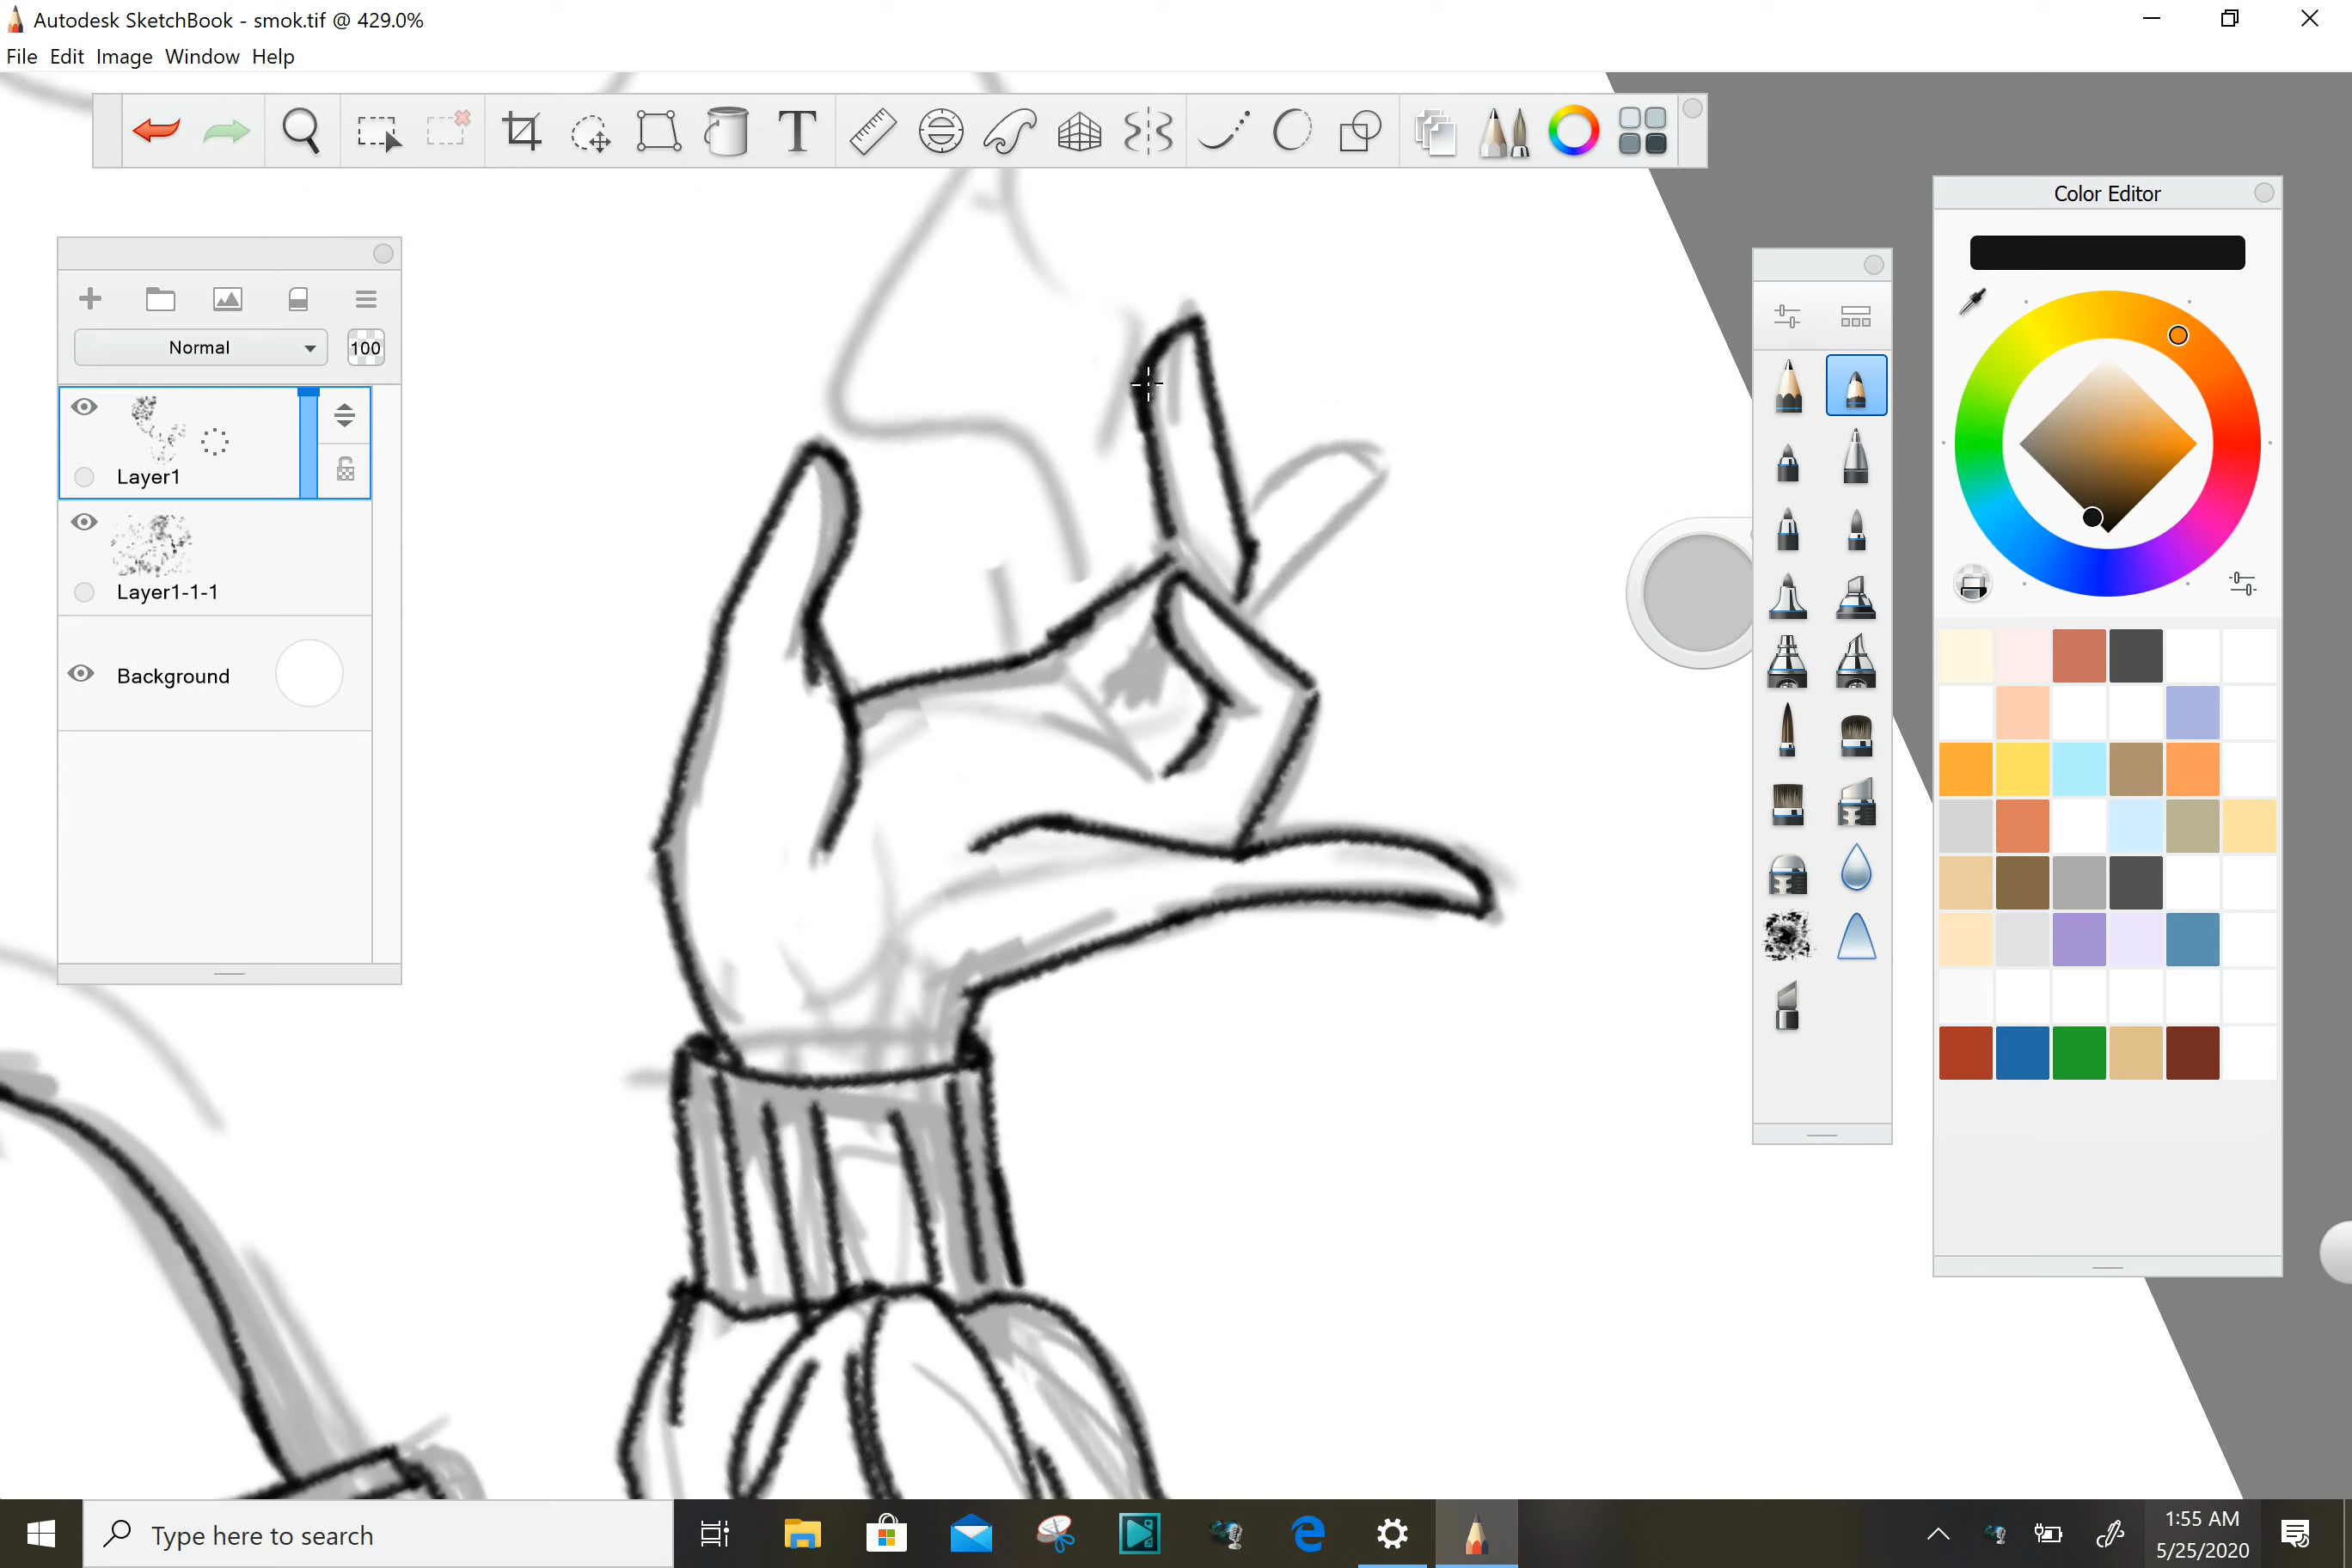 Autodesk SketchBook - smok.tif @ 429.0%
File Edit Image Window Help
T
Color Editor
Normal
100
Layer1
Layer1-1-1
Background
Type here to search
1:55 AM
5/25/2020